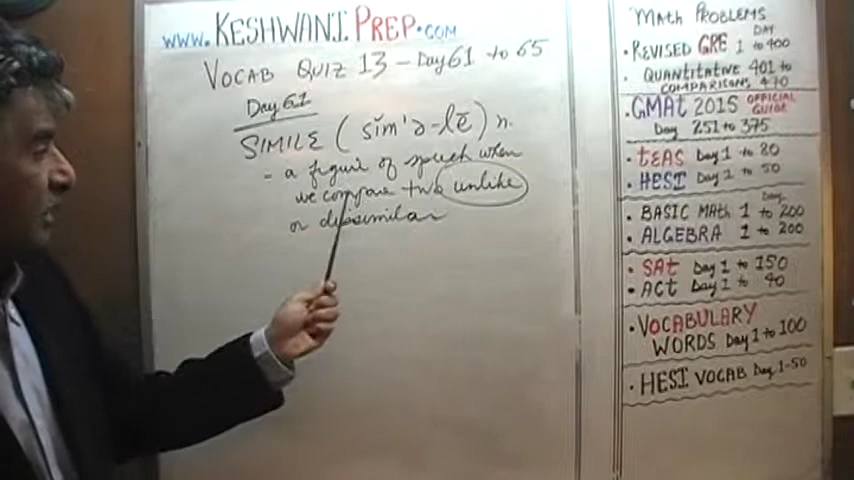 www.KESHWANIPREP.COM
VOCAB QUIZ 13 - Day 61 to 65
Day 61
SIMILE (sĭm'ə-lē) n.
- a figure of speech when
we compare two unlike
or dissimilar
MATH PROBLEMS
• REVISED GRE DAY 1 to 400
• QUANTITATIVE COMPARISONS 401 to 470
• GMAt 2015 OFFICIAL GUIDE
Day 251 to 375
• tEAS Day 1 to 80
• HESI Day 1 to 50
Day
• BASIC MAth 1 to 200
• ALGEBRA 1 to 200
• SAt Day 1 to 150
• ACt Day 1 to 40
• VOCABULARY
WORDS Day 1 to 100
• HESI VOCAB Day 1-50